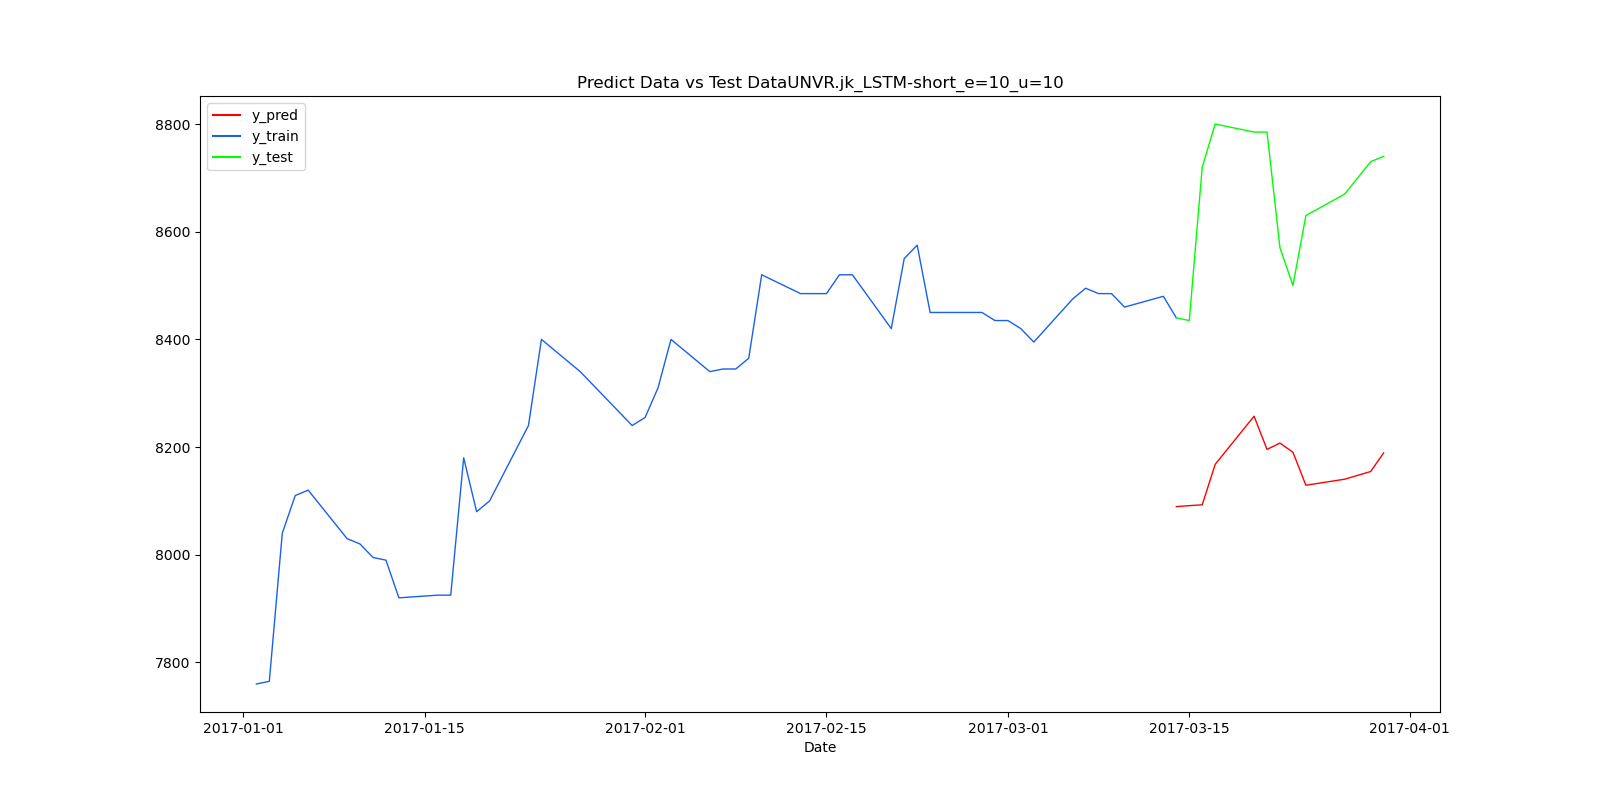 Predict Data vs Test DataUNVR.jk_LSTM-short_e=10_u=10
y_pred
y_train
y_test
8800
8600
8400
8200
8000
7800
2017-01-01 2017-01-15 2017-02-01 2017-02-15 2017-03-01 2017-03-15 2017-04-01
Date